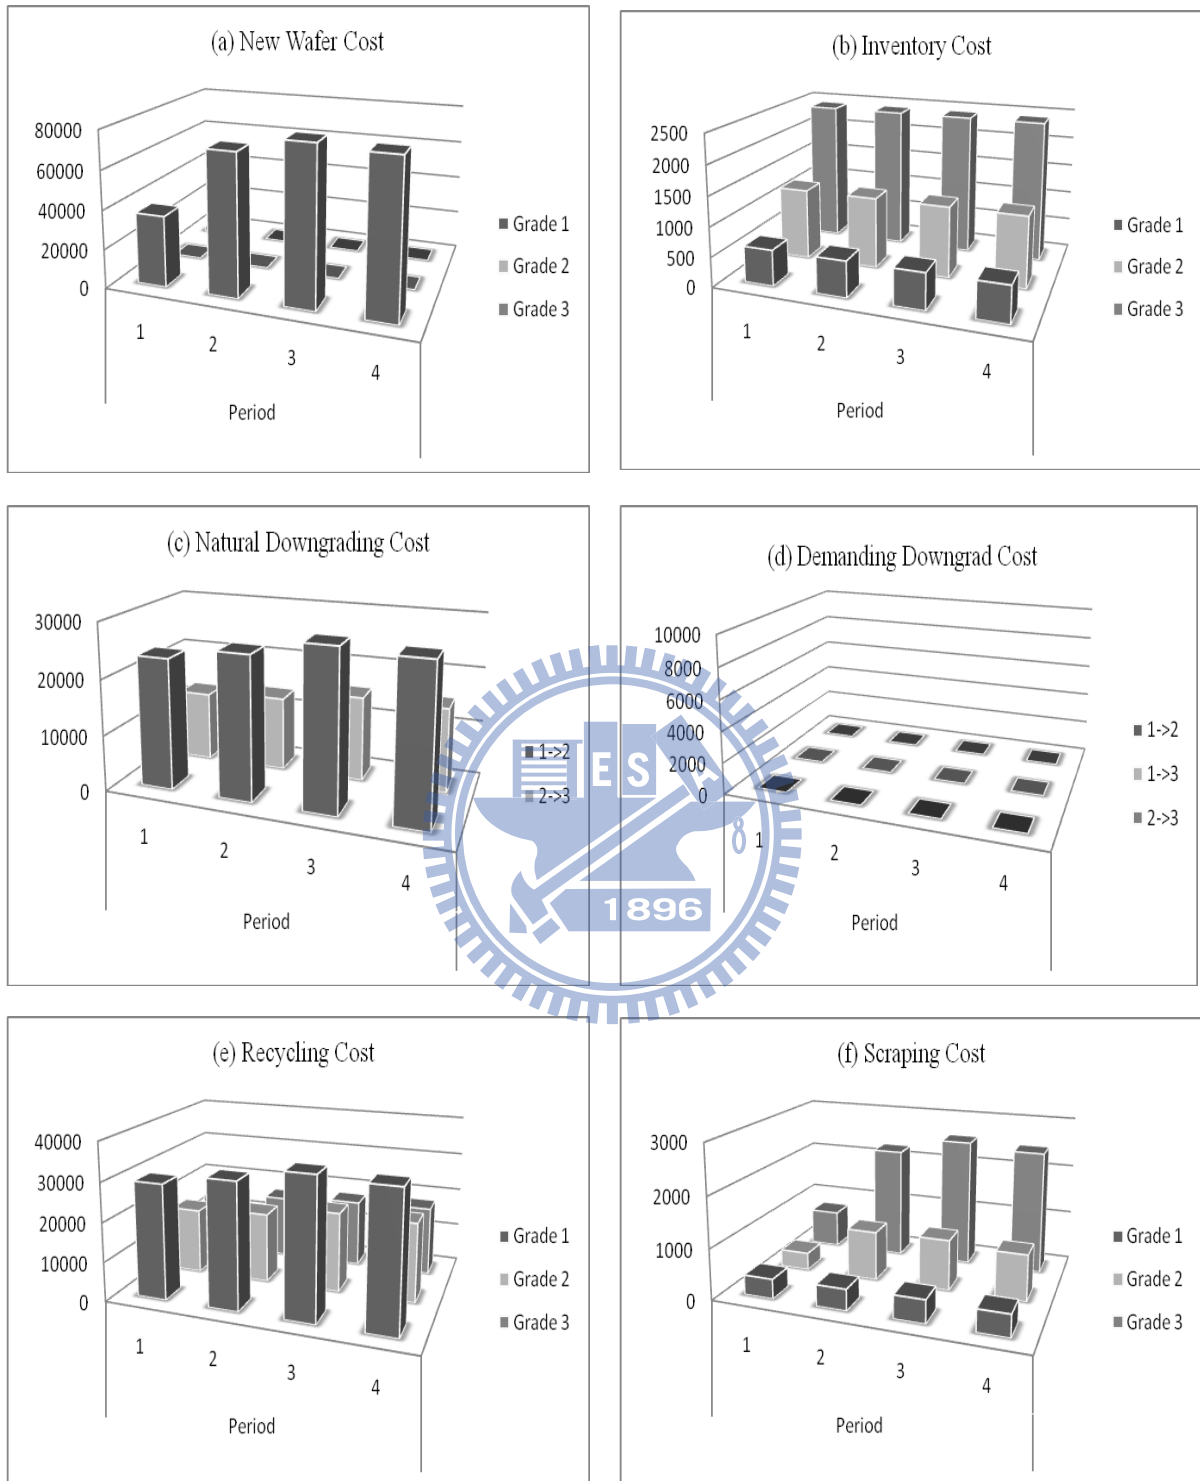 (a) New Wafer Cost
80000
60000
40000
20000
0
1
2
3
4
Period
Grade 1
Grade 2
Grade 3
(b) Inventory Cost
2500
2000
1500
1000
500
0
1
2
3
4
Period
Grade 1
Grade 2
Grade 3
(c) Natural Downgrading Cost
30000
20000
10000
0
1
2
3
4
Period
1->2
2->3
(d) Demanding Downgrad Cost
10000
8000
6000
4000
2000
0
1
2
3
4
Period
1->2
1->3
2->3
ES
A
8
1896
(e) Recycling Cost
40000
30000
20000
10000
0
1
2
3
4
Period
Grade 1
Grade 2
Grade 3
(f) Scraping Cost
3000
2000
1000
0
1
2
3
4
Period
Grade 1
Grade 2
Grade 3